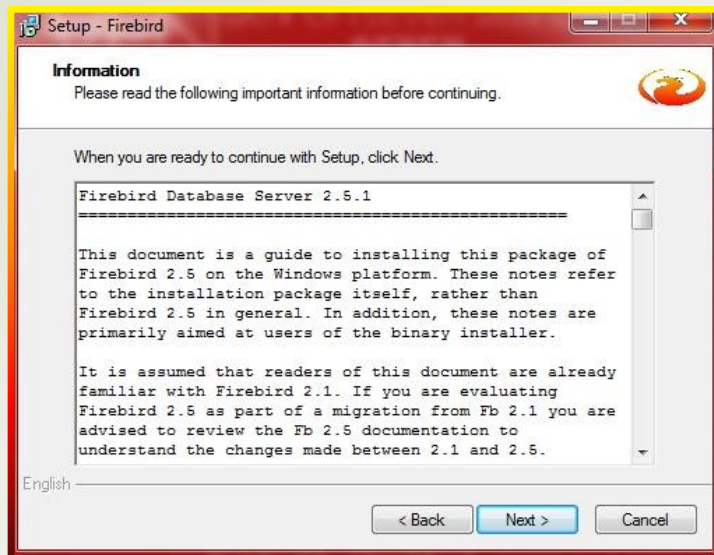 Setup - Firebird
Information
Please read the following important information before continuing.
When you are ready to continue with Setup, click Next.
Firebird Database Server 2.5.1
==================================================
This document is a guide to installing this package of
Firebird 2.5 on the Windows platform. These notes refer
to the installation package itself, rather than
Firebird 2.5 in general. In addition, these notes are
primarily aimed at users of the binary installer.
It is assumed that readers of this document are already
familiar with Firebird 2.1. If you are evaluating
Firebird 2.5 as part of a migration from Fb 2.1 you are
advised to review the Fb 2.5 documentation to
understand the changes made between 2.1 and 2.5.
English
< Back Next > Cancel